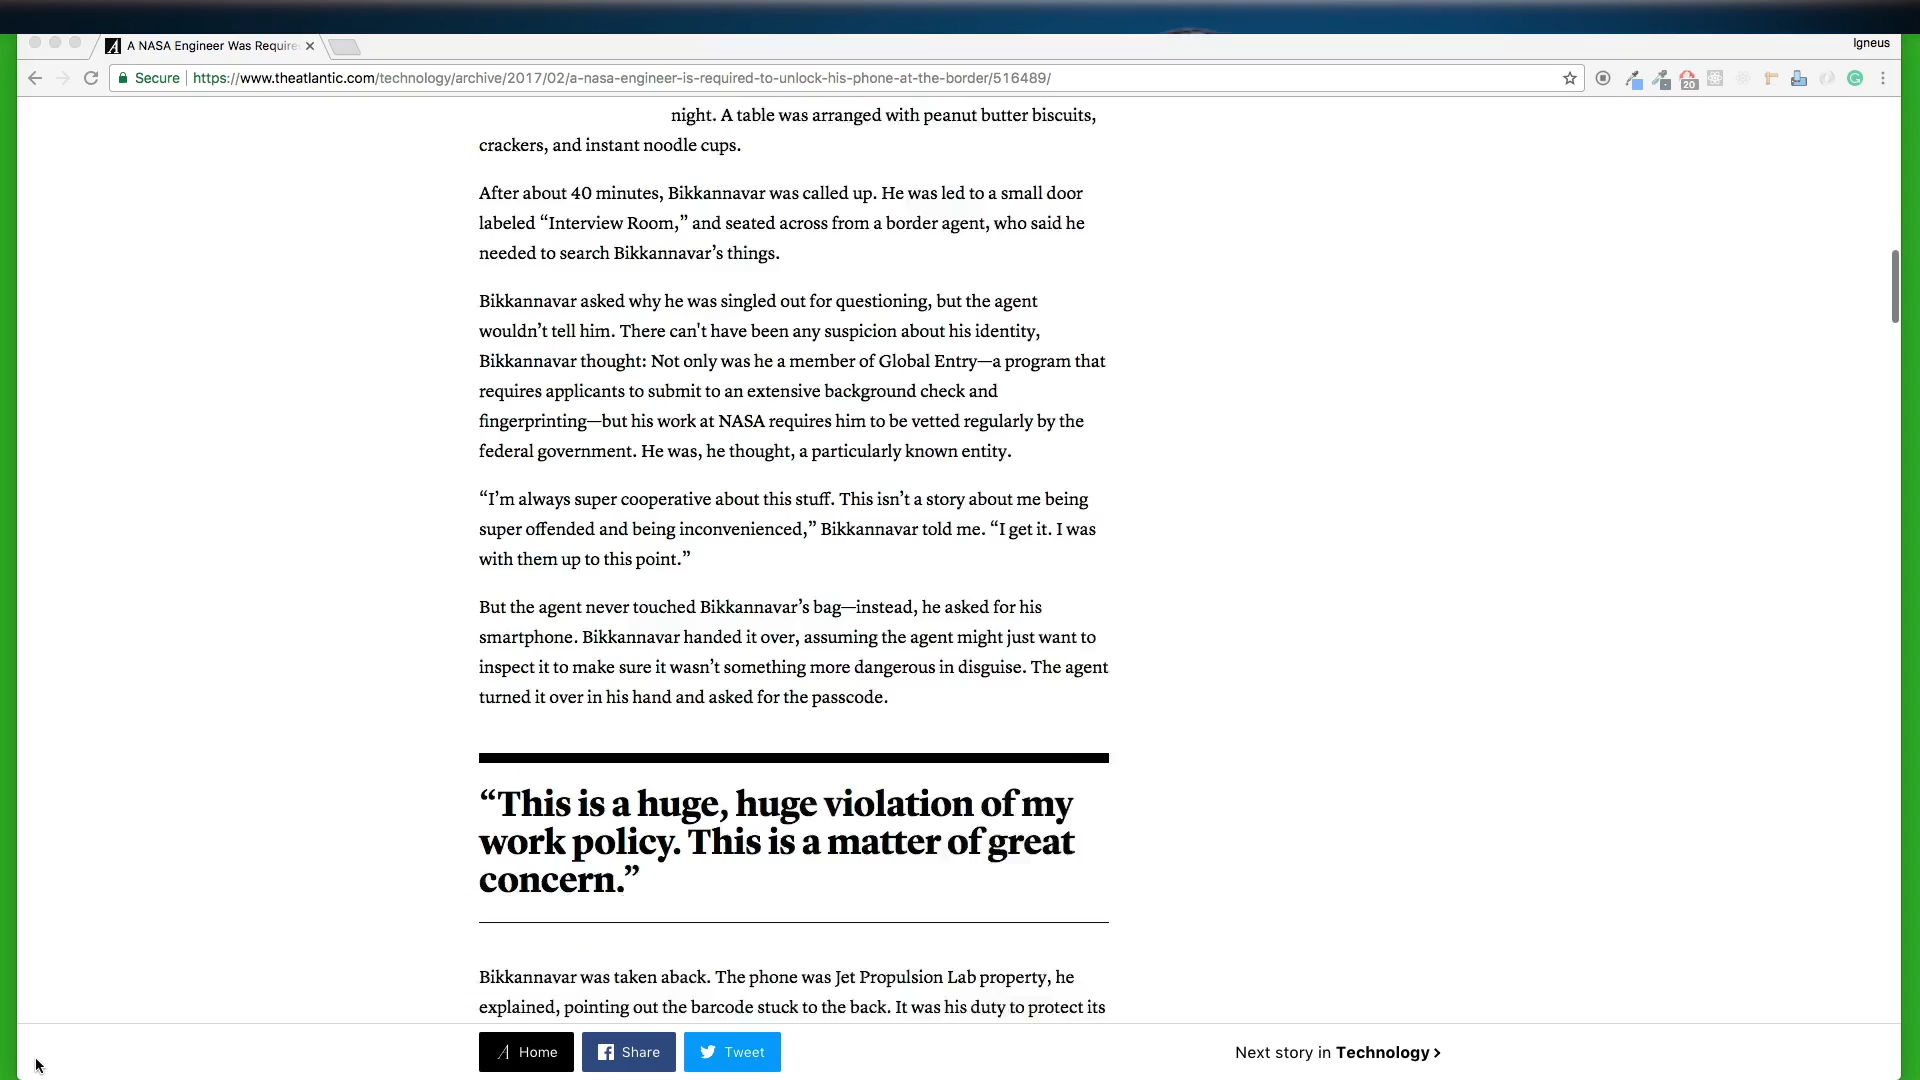 A NASA Engineer Was Require
Igneus
Secure
https://www.theatlantic.com/technology/archive/2017/02/a-nasa-engineer-is-required-to-unlock-his-phone-at-the-border/516489/
20
night. A table was arranged with peanut butter biscuits,
crackers, and instant noodle cups.
After about 40 minutes, Bikkannavar was called up. He was led to a small door
labeled “Interview Room,” and seated across from a border agent, who said he
needed to search Bikkannavar’s things.
Bikkannavar asked why he was singled out for questioning, but the agent
wouldn’t tell him. There can't have been any suspicion about his identity,
Bikkannavar thought: Not only was he a member of Global Entry—a program that
requires applicants to submit to an extensive background check and
fingerprinting—but his work at NASA requires him to be vetted regularly by the
federal government. He was, he thought, a particularly known entity.
“I’m always super cooperative about this stuff. This isn’t a story about me being
super offended and being inconvenienced,” Bikkannavar told me. “I get it. I was
with them up to this point.”
But the agent never touched Bikkannavar’s bag—instead, he asked for his
smartphone. Bikkannavar handed it over, assuming the agent might just want to
inspect it to make sure it wasn’t something more dangerous in disguise. The agent
turned it over in his hand and asked for the passcode.
“This is a huge, huge violation of my
work policy. This is a matter of great
concern.”
Bikkannavar was taken aback. The phone was Jet Propulsion Lab property, he
explained, pointing out the barcode stuck to the back. It was his duty to protect its
Home
Share
Tweet
Next story in Technology